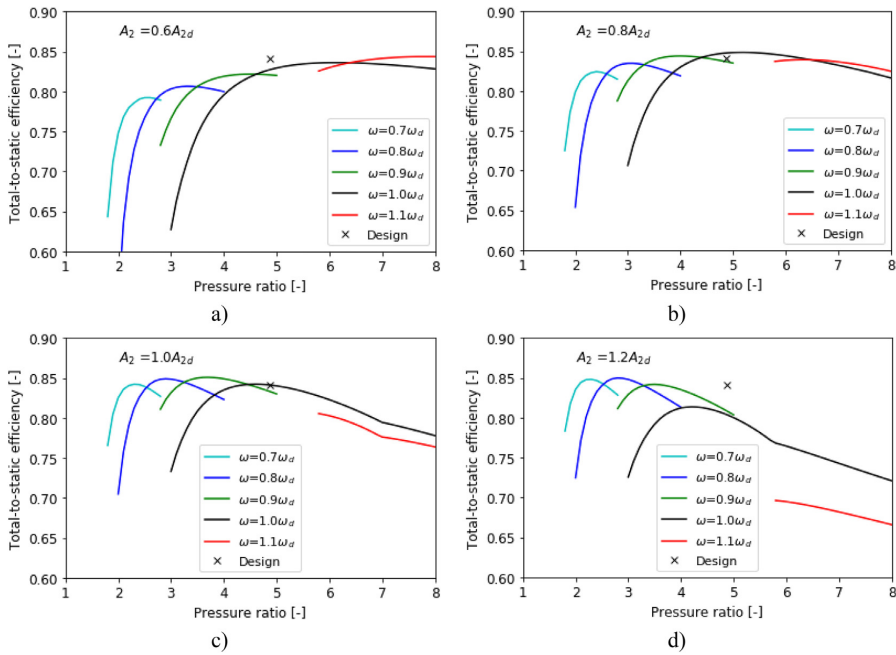 A₂ =0.6A₂d
Total-to-static efficiency [-]
0.90
0.85
0.80
0.75
0.70
0.65
0.60
ω=0.7ωd
ω=0.8ωd
ω=0.9ωd
ω=1.0ωd
ω=1.1ωd
× Design
1 2 3 4 5 6 7 8
Pressure ratio [-]
a)
A₂ =0.8A₂d
Total-to-static efficiency [-]
0.90
0.85
0.80
0.75
0.70
0.65
0.60
ω=0.7ωd
ω=0.8ωd
ω=0.9ωd
ω=1.0ωd
ω=1.1ωd
× Design
1 2 3 4 5 6 7 8
Pressure ratio [-]
b)
A₂ =1.0A₂d
Total-to-static efficiency [-]
0.90
0.85
0.80
0.75
0.70
0.65
0.60
ω=0.7ωd
ω=0.8ωd
ω=0.9ωd
ω=1.0ωd
ω=1.1ωd
× Design
1 2 3 4 5 6 7 8
Pressure ratio [-]
c)
A₂ =1.2A₂d
Total-to-static efficiency [-]
0.90
0.85
0.80
0.75
0.70
0.65
0.60
ω=0.7ωd
ω=0.8ωd
ω=0.9ωd
ω=1.0ωd
ω=1.1ωd
× Design
1 2 3 4 5 6 7 8
Pressure ratio [-]
d)